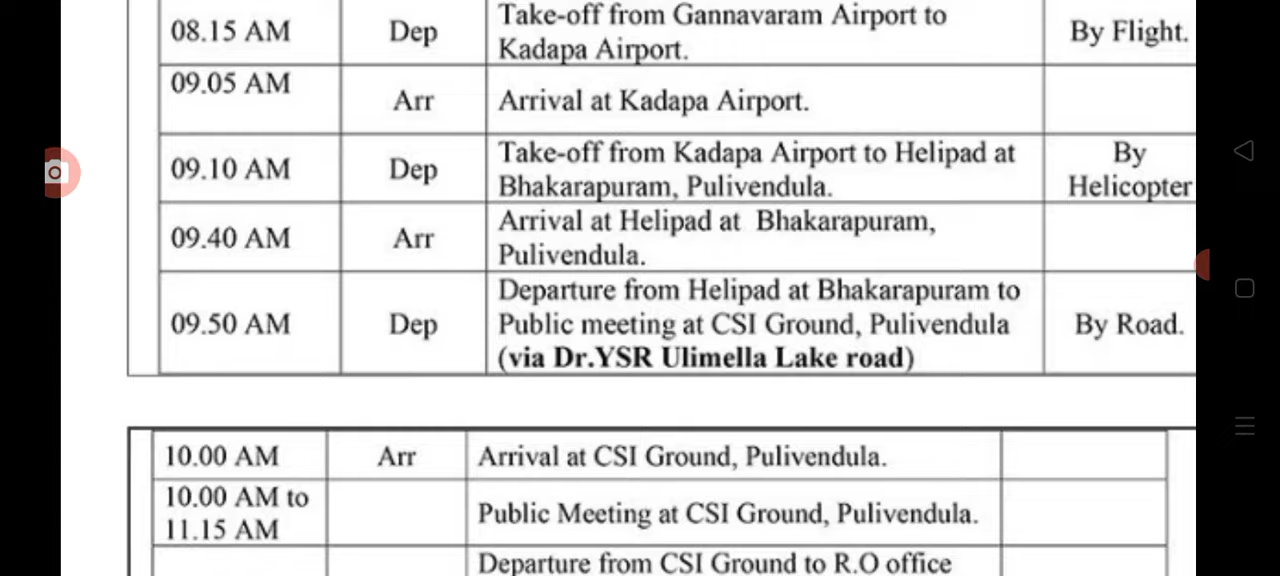 08.15 AM Dep Take-off from Gannavaram Airport to By Flight.
Kadapa Airport.
09.05 AM
Arr Arrival at Kadapa Airport.
09.10 AM Dep Take-off from Kadapa Airport to Helipad at By
Bhakarapuram, Pulivendula. Helicopter
09.40 AM Arr Arrival at Helipad at Bhakarapuram,
Pulivendula.
Departure from Helipad at Bhakarapuram to
09.50 AM Dep Public meeting at CSI Ground, Pulivendula By Road.
(via Dr.YSR Ulimella Lake road)
10.00 AM Arr Arrival at CSI Ground, Pulivendula.
10.00 AM to
11.15 AM Public Meeting at CSI Ground, Pulivendula.
Departure from CSI Ground to R.O office